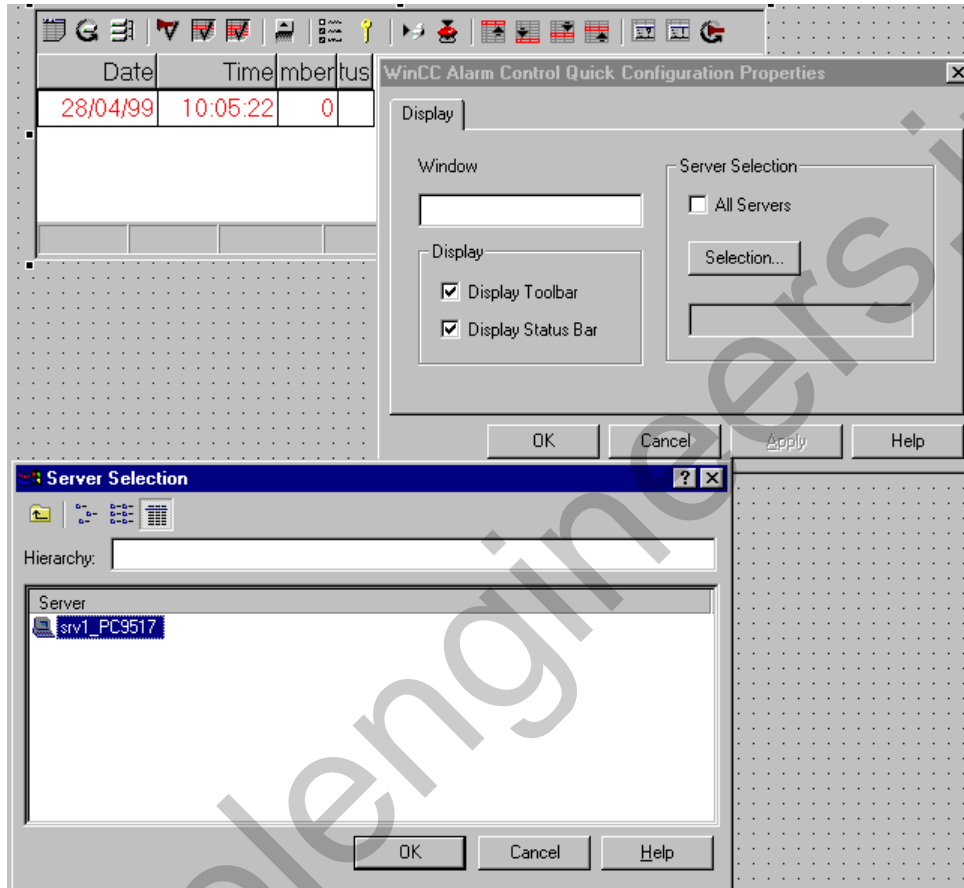 Date Time mber tus
28/04/99 10:05:22 0
WinCC Alarm Control Quick Configuration Properties
Display
Window
Server Selection
All Servers
Selection...
Display
Display Toolbar
Display Status Bar
OK Cancel Apply Help
Server Selection
Hierarchy:
Server
srv1_PC9517
OK Cancel Help
elengineers.i